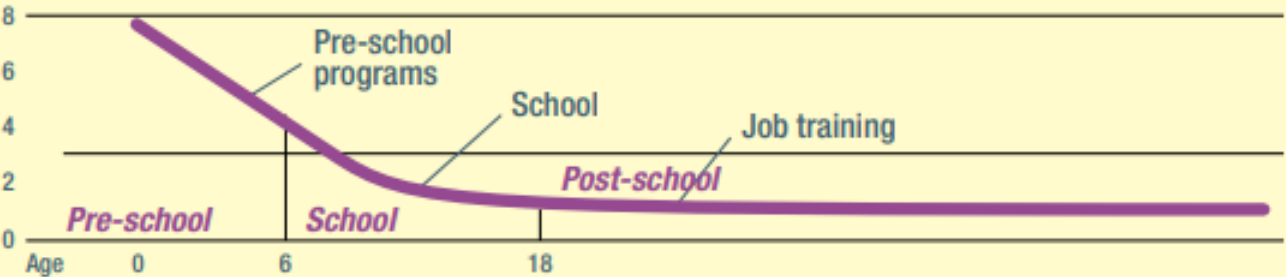 8
Pre-school
programs
6
School
4
Job training
Post-school
2
Pre-school
School
0
Age 0 6 18